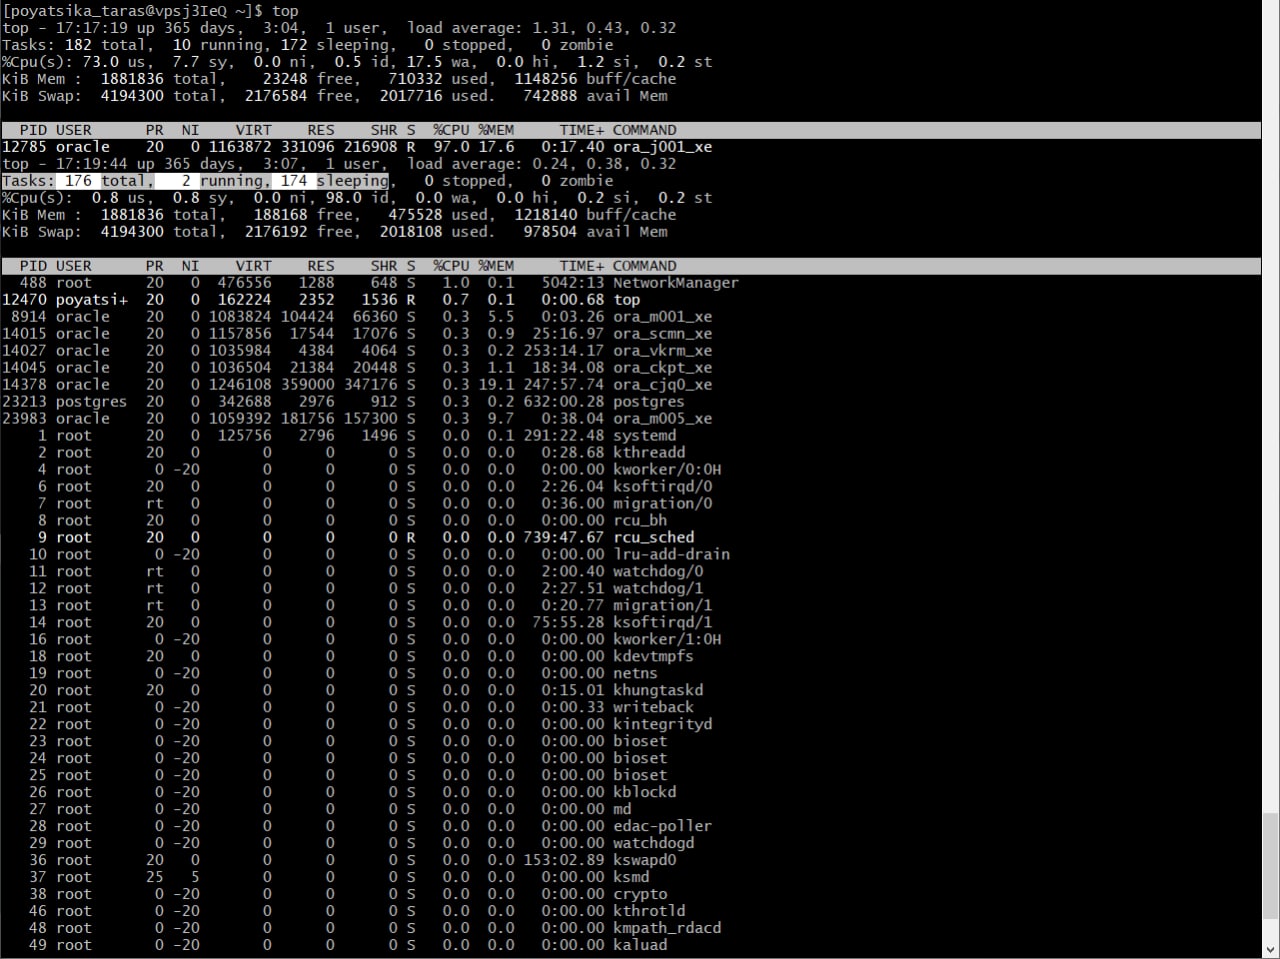 [poyatsika_taras@vpsj3IeQ ~]$ top
top - 17:17:19 up 365 days,  3:04,  1 user,  load average: 1.31, 0.43, 0.32
Tasks: 182 total,  10 running, 172 sleeping,   0 stopped,   0 zombie
%Cpu(s): 73.0 us,  7.7 sy,  0.0 ni,  0.5 id, 17.5 wa,  0.0 hi,  1.2 si,  0.2 st
KiB Mem :  1881836 total,    23248 free,   710332 used,  1148256 buff/cache
KiB Swap:  4194300 total,  2176584 free,  2017716 used.   742888 avail Mem
PID USER      PR  NI    VIRT    RES    SHR S  %CPU %MEM     TIME+ COMMAND
12785 oracle    20   0 1163872 331096 216908 R  97.0 17.6   0:17.40 ora_j001_xe
top - 17:19:44 up 365 days,  3:07,  1 user,  load average: 0.24, 0.38, 0.32
Tasks: 176 total,   2 running, 174 sleeping,   0 stopped,   0 zombie
%Cpu(s):  0.8 us,  0.8 sy,  0.0 ni, 98.0 id,  0.0 wa,  0.0 hi,  0.2 si,  0.2 st
KiB Mem :  1881836 total,   188168 free,   475528 used,  1218140 buff/cache
KiB Swap:  4194300 total,  2176192 free,  2018108 used.   978504 avail Mem
PID USER      PR  NI    VIRT    RES    SHR S  %CPU %MEM     TIME+ COMMAND
488 root      20   0  476556   1288    648 S   1.0  0.1   5042:13 NetworkManager
12470 poyatsi+  20   0  162224   2352   1536 R   0.7  0.1   0:00.68 top
8914 oracle    20   0 1083824 104424  66360 S   0.3  5.5   0:03.26 ora_m001_xe
14015 oracle    20   0 1157856  17544  17076 S   0.3  0.9  25:16.97 ora_scmn_xe
14027 oracle    20   0 1035984   4384   4064 S   0.3  0.2 253:14.17 ora_vkrm_xe
14045 oracle    20   0 1036504  21384  20448 S   0.3  1.1  18:34.08 ora_ckpt_xe
14378 oracle    20   0 1246108 359000 347176 S   0.3 19.1 247:57.74 ora_cjq0_xe
23213 postgres  20   0  342688   2976    912 S   0.3  0.2 632:00.28 postgres
23983 oracle    20   0 1059392 181756 157300 S   0.3  9.7   0:38.04 ora_m005_xe
1 root      20   0  125756   2796   1496 S   0.0  0.1 291:22.48 systemd
2 root      20   0       0      0      0 S   0.0  0.0   0:28.68 kthreadd
4 root       0 -20       0      0      0 S   0.0  0.0   0:00.00 kworker/0:0H
6 root      20   0       0      0      0 S   0.0  0.0   2:26.04 ksoftirqd/0
7 root      rt   0       0      0      0 S   0.0  0.0   0:36.00 migration/0
8 root      20   0       0      0      0 S   0.0  0.0   0:00.00 rcu_bh
9 root      20   0       0      0      0 R   0.0  0.0 739:47.67 rcu_sched
10 root       0 -20       0      0      0 S   0.0  0.0   0:00.00 lru-add-drain
11 root      rt   0       0      0      0 S   0.0  0.0   2:00.40 watchdog/0
12 root      rt   0       0      0      0 S   0.0  0.0   2:27.51 watchdog/1
13 root      rt   0       0      0      0 S   0.0  0.0   0:20.77 migration/1
14 root      20   0       0      0      0 S   0.0  0.0  75:55.28 ksoftirqd/1
16 root       0 -20       0      0      0 S   0.0  0.0   0:00.00 kworker/1:0H
18 root      20   0       0      0      0 S   0.0  0.0   0:00.00 kdevtmpfs
19 root       0 -20       0      0      0 S   0.0  0.0   0:00.00 netns
20 root      20   0       0      0      0 S   0.0  0.0   0:15.01 khungtaskd
21 root       0 -20       0      0      0 S   0.0  0.0   0:00.33 writeback
22 root       0 -20       0      0      0 S   0.0  0.0   0:00.00 kintegrityd
23 root       0 -20       0      0      0 S   0.0  0.0   0:00.00 bioset
24 root       0 -20       0      0      0 S   0.0  0.0   0:00.00 bioset
25 root       0 -20       0      0      0 S   0.0  0.0   0:00.00 bioset
26 root       0 -20       0      0      0 S   0.0  0.0   0:00.00 kblockd
27 root       0 -20       0      0      0 S   0.0  0.0   0:00.00 md
28 root       0 -20       0      0      0 S   0.0  0.0   0:00.00 edac-poller
29 root       0 -20       0      0      0 S   0.0  0.0   0:00.00 watchdogd
36 root      20   0       0      0      0 S   0.0  0.0 153:02.89 kswapd0
37 root      25   5       0      0      0 S   0.0  0.0   0:00.00 ksmd
38 root       0 -20       0      0      0 S   0.0  0.0   0:00.00 crypto
46 root       0 -20       0      0      0 S   0.0  0.0   0:00.00 kthrotld
48 root       0 -20       0      0      0 S   0.0  0.0   0:00.00 kmpath_rdacd
49 root       0 -20       0      0      0 S   0.0  0.0   0:00.00 kaluad